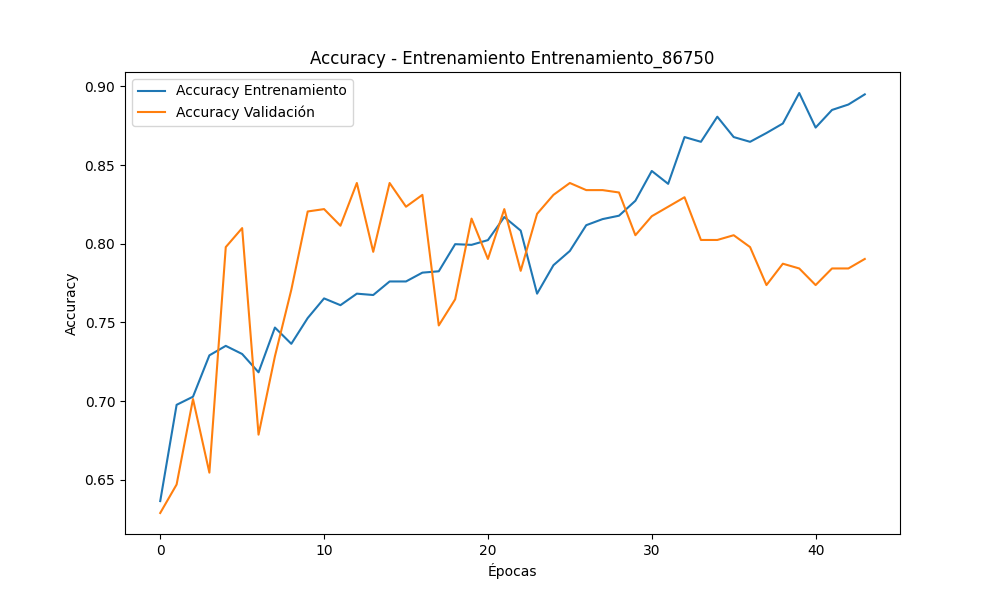 Accuracy - Entrenamiento Entrenamiento_86750
Accuracy Entrenamiento
Accuracy Validación
0.90
0.85
0.80
0.75
0.70
0.65
Accuracy
0 10 20 30 40
Épocas